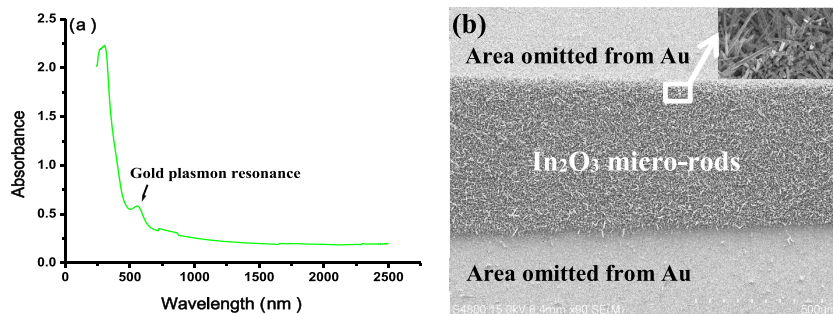 (a)
2.5
2.0
1.5
1.0
0.5
0.0
Absorbance
Gold plasmon resonance
0
500
1000
1500
2000
2500
Wavelength ( nm )
(b)
Area omitted from Au
In₂O₃ micro-rods
Area omitted from Au
S4800 15.0kV 8.4mm x90 SE(M)
500um